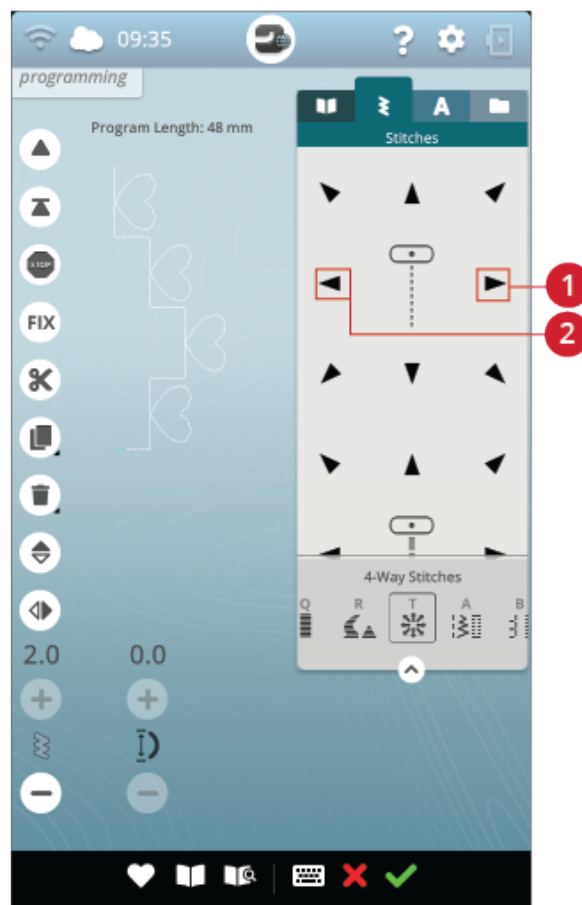 09:35
?
programming
Program Length: 48 mm
A
Stitches
1
2
STOP
FIX
4-Way Stitches
Q R T A B
2.0 0.0